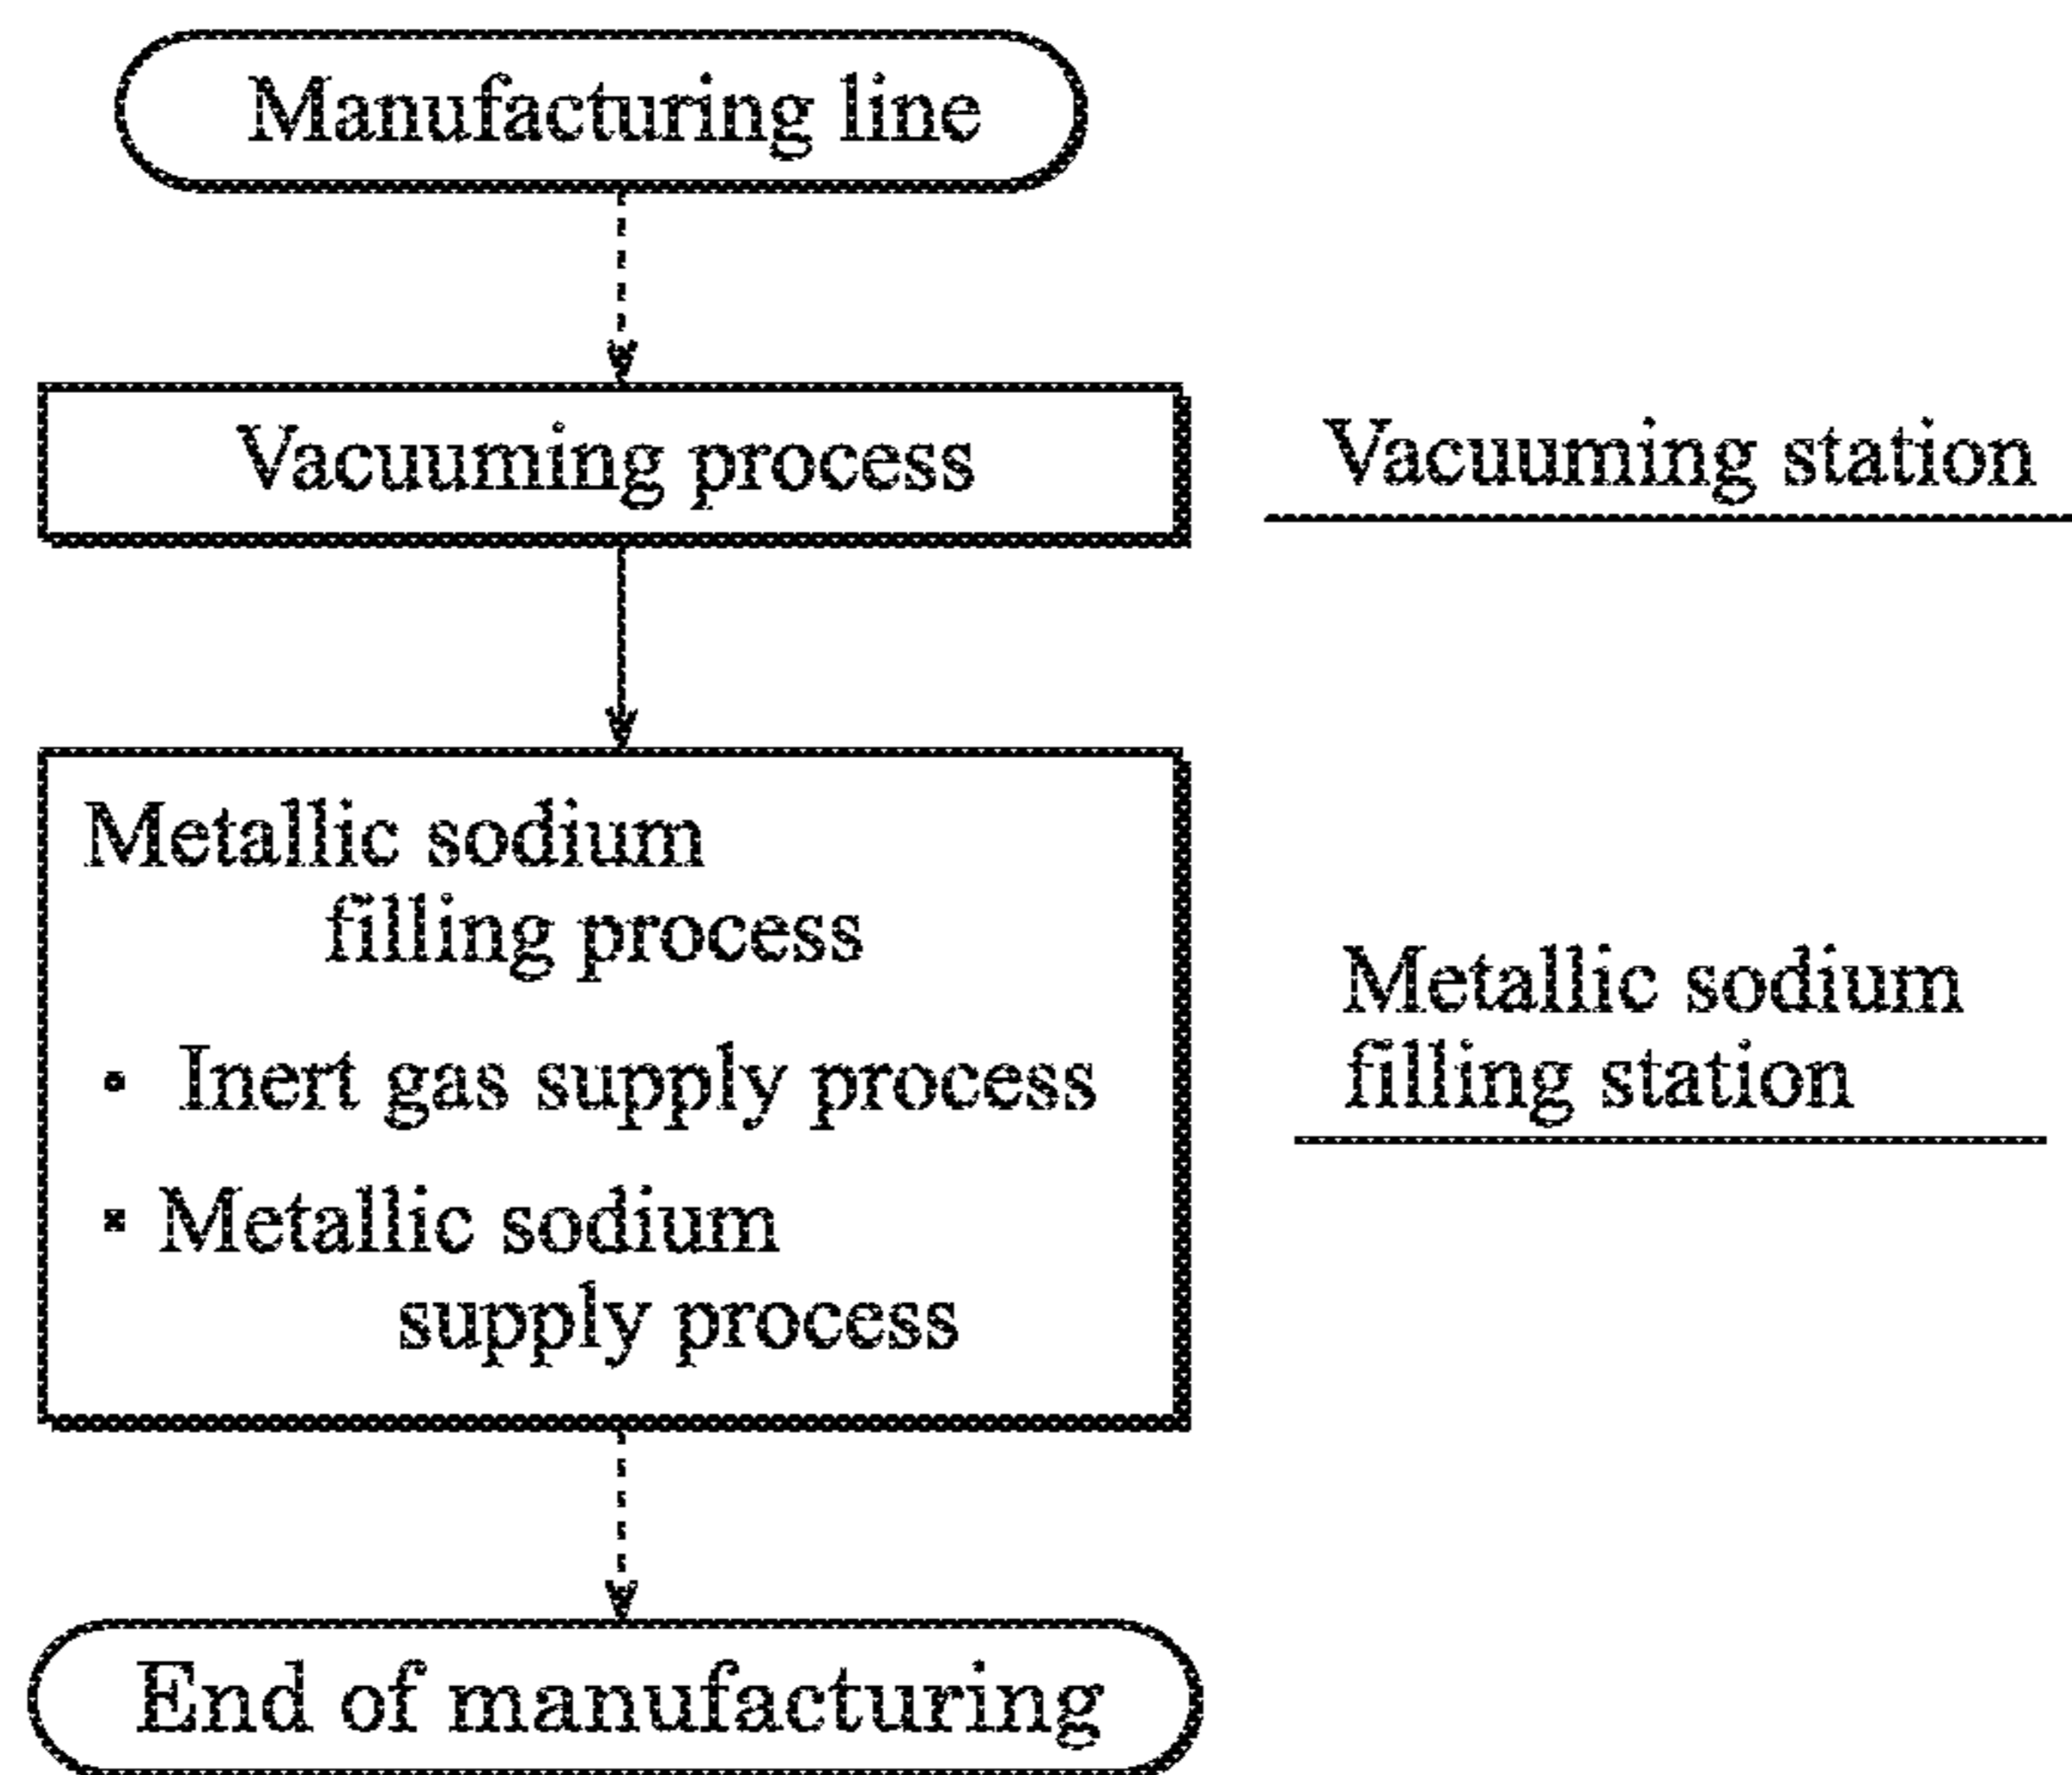 Manufacturing line
Vacuuming process
Vacuuming station
Metallic sodium
filling process
• Inert gas supply process
• Metallic sodium
supply process
Metallic sodium
filling station
End of manufacturing